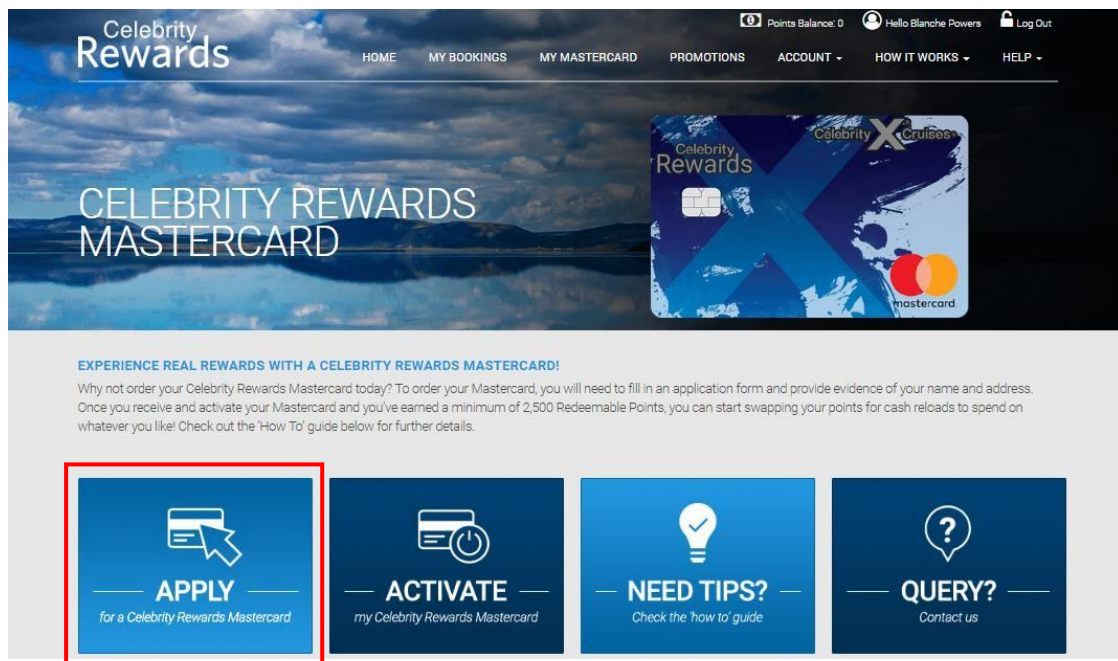 Celebrity
Rewards
Points Balance: 0 Hello Blanche Powers Log Out
HOME MY BOOKINGS MY MASTERCARD PROMOTIONS ACCOUNT HOW IT WORKS HELP
Celebrity X Cruises
Celebrity
Rewards
CELEBRITY REWARDS
MASTERCARD
mastercard
EXPERIENCE REAL REWARDS WITH A CELEBRITY REWARDS MASTERCARD!
Why not order your Celebrity Rewards Mastercard today? To order your Mastercard, you will need to fill in an application form and provide evidence of your name and address.
Once you receive and activate your Mastercard and you've earned a minimum of 2,500 Redeemable Points, you can start swapping your points for cash reloads to spend on
whatever you like! Check out the 'How To' guide below for further details.
APPLY
for a Celebrity Rewards Mastercard
ACTIVATE
my Celebrity Rewards Mastercard
NEED TIPS?
Check the 'how to' guide
QUERY?
Contact us